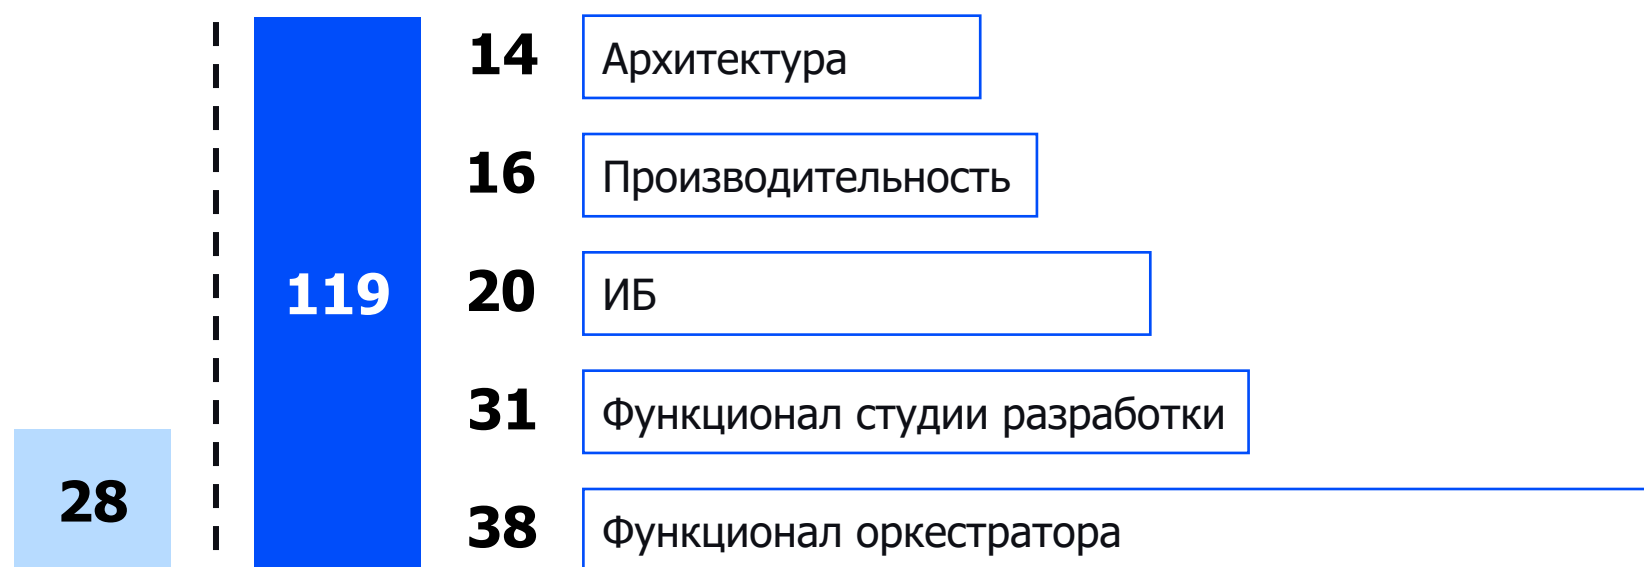 14 Архитектура
16 Производительность
119 20 ИБ
31 Функционал студии разработки
28 38 Функционал оркестратора